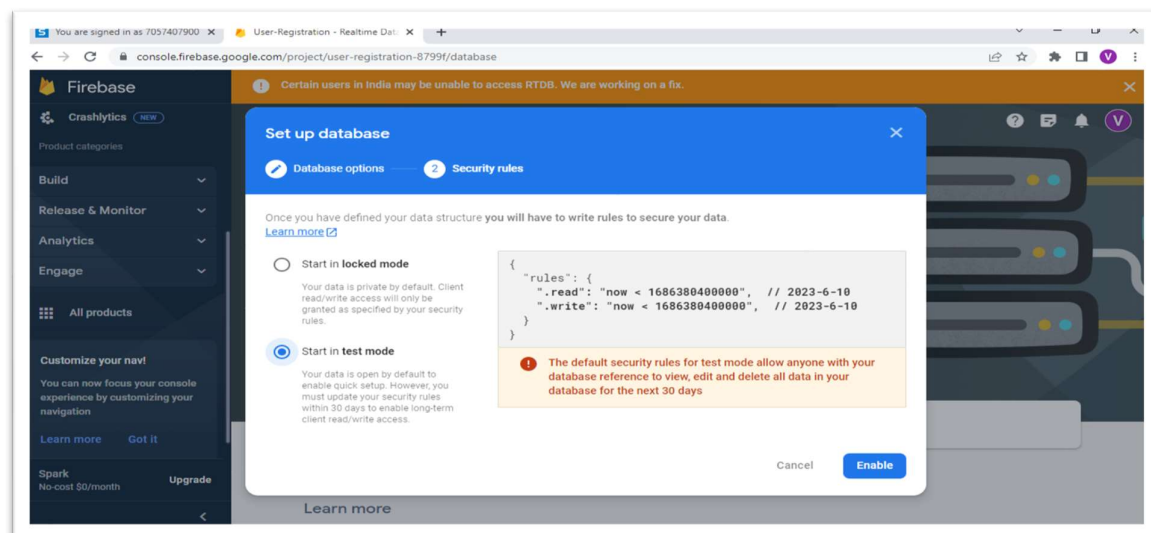 You are signed in as 7057407900
User-Registration - Realtime Dat
console.firebase.google.com/project/user-registration-8799f/database
V
Firebase
Certain users in India may be unable to access RTDB. We are working on a fix.
Crashlytics NEW
Product categories
Build
Release & Monitor
Analytics
Engage
All products
Customize your nav!
You can now focus your console
experience by customizing your
navigation
Learn more Got it
Spark
No-cost $0/month
Upgrade
V
Set up database
Database options
2 Security rules
Once you have defined your data structure you will have to write rules to secure your data.
Learn more
Start in locked mode
Your data is private by default. Client
read/write access will only be
granted as specified by your security
rules.
Start in test mode
Your data is open by default to
enable quick setup. However, you
must update your security rules
within 30 days to enable long-term
client read/write access.
{
"rules": {
".read": "now < 1686380400000", // 2023-6-10
".write": "now < 1686380400000", // 2023-6-10
}
}
The default security rules for test mode allow anyone with your
database reference to view, edit and delete all data in your
database for the next 30 days
Cancel
Enable
Learn more